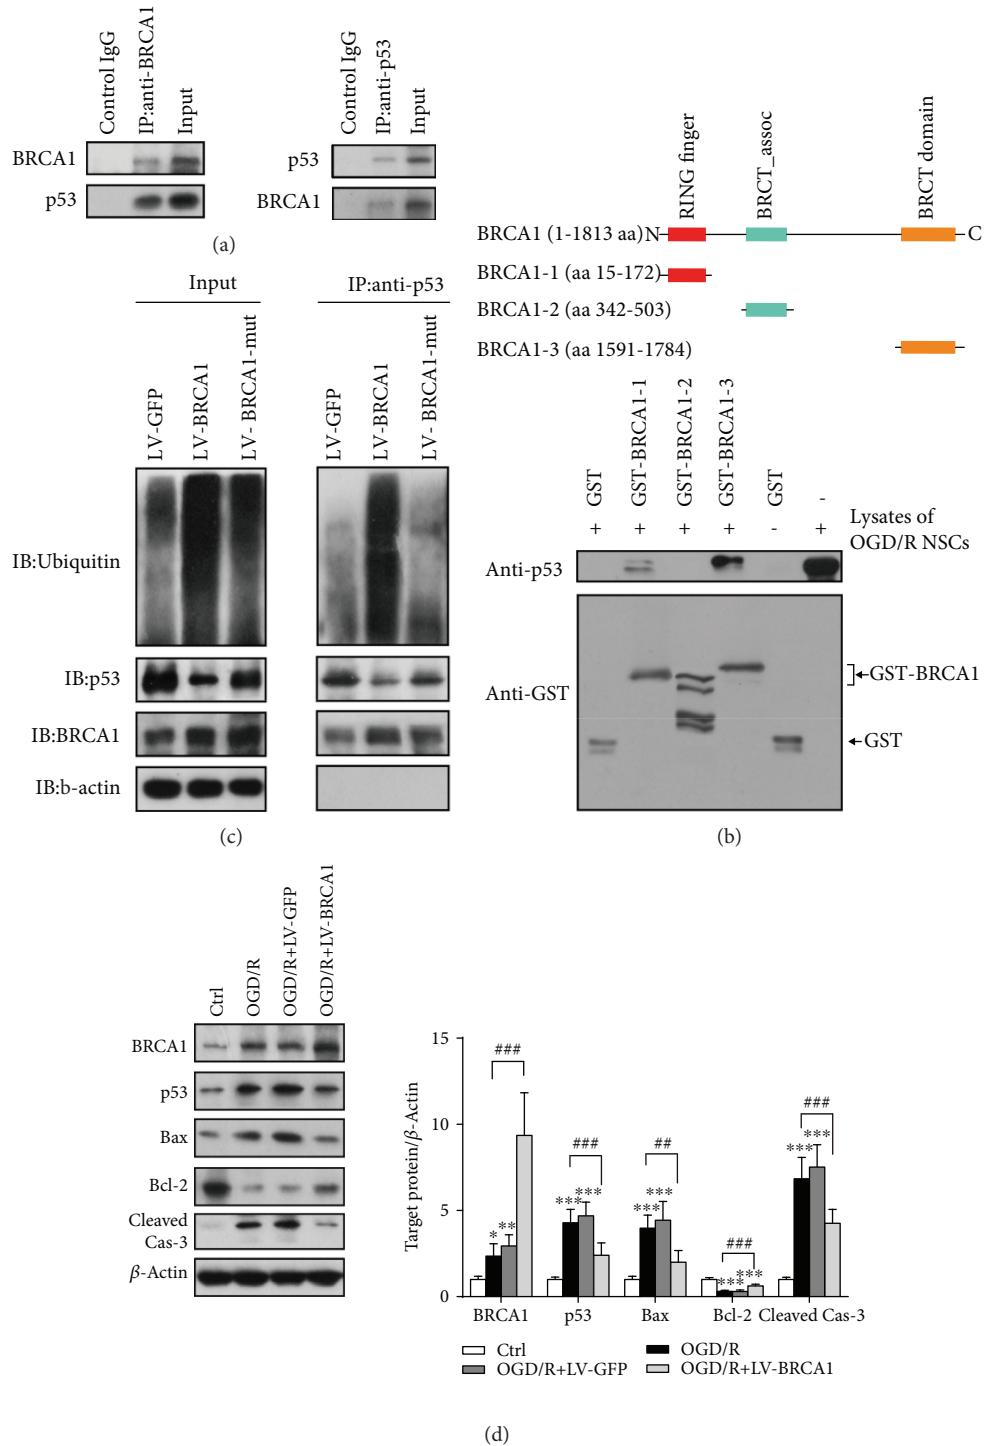 Control IgG
IP:anti-BRCA1
Input
BRCA1
p53
Control IgG
IP:anti-p53
Input
p53
BRCA1
(a)
RING finger
BRCT_assoc
BRCT domain
BRCA1 (1-1813 aa) N
C
BRCA1-1 (aa 15-172)
BRCA1-2 (aa 342-503)
BRCA1-3 (aa 1591-1784)
GST
GST-BRCA1-1
GST-BRCA1-2
GST-BRCA1-3
GST
-
+ + + + - +
Lysates of
OGD/R NSCs
Anti-p53
Anti-GST
GST-BRCA1
GST
(b)
Input
IP:anti-p53
LV-GFP
LV-BRCA1
LV- BRCA1-mut
LV-GFP
LV-BRCA1
LV- BRCA1-mut
IB:Ubiquitin
IB:p53
IB:BRCA1
IB:b-actin
(c)
Ctrl
OGD/R
OGD/R+LV-GFP
OGD/R+LV-BRCA1
BRCA1
p53
Bax
Bcl-2
Cleaved
Cas-3
β-Actin
Target protein/β-Actin
15
10
5
0
* ** ###
*** *** ###
*** *** ##
*** *** ###
*** *** ###
BRCA1 p53 Bax Bcl-2 Cleaved Cas-3
Ctrl
OGD/R
OGD/R+LV-GFP
OGD/R+LV-BRCA1
(d)